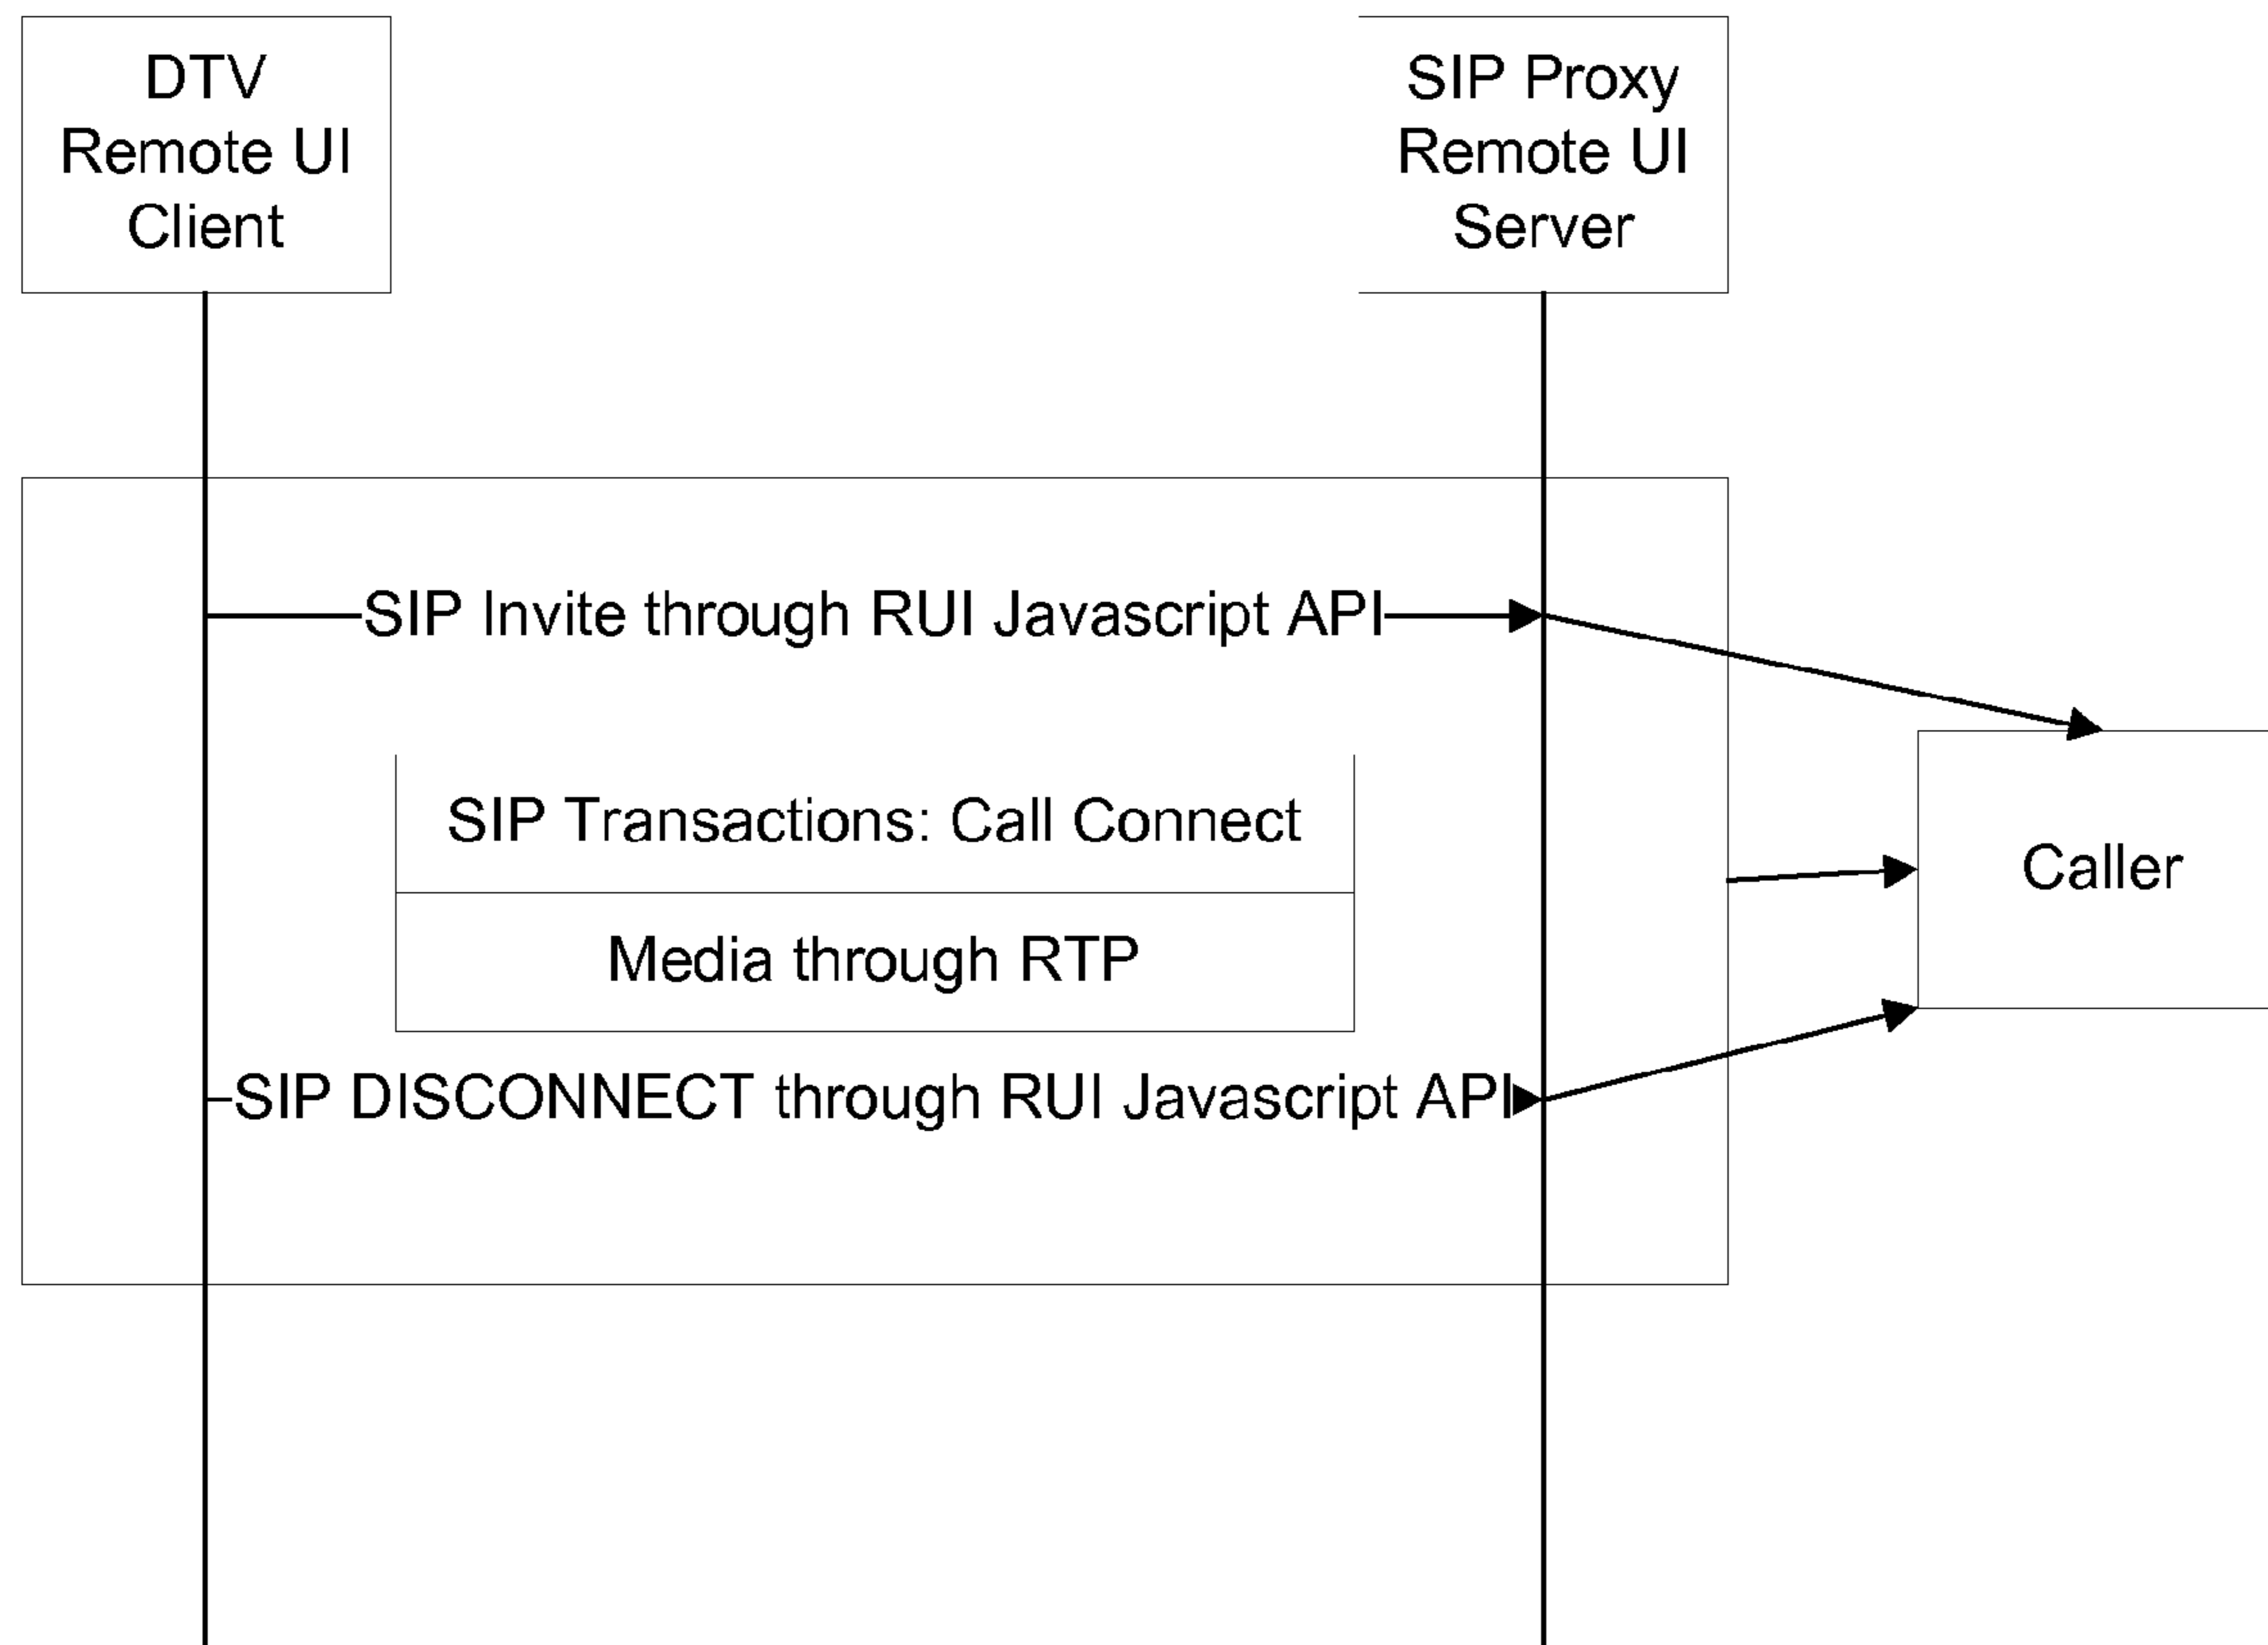 DTV
Remote UI
Client
SIP Proxy
Remote UI
Server
SIP Invite through RUI Javascript API
SIP Transactions: Call Connect
Caller
Media through RTP
SIP DISCONNECT through RUI Javascript API